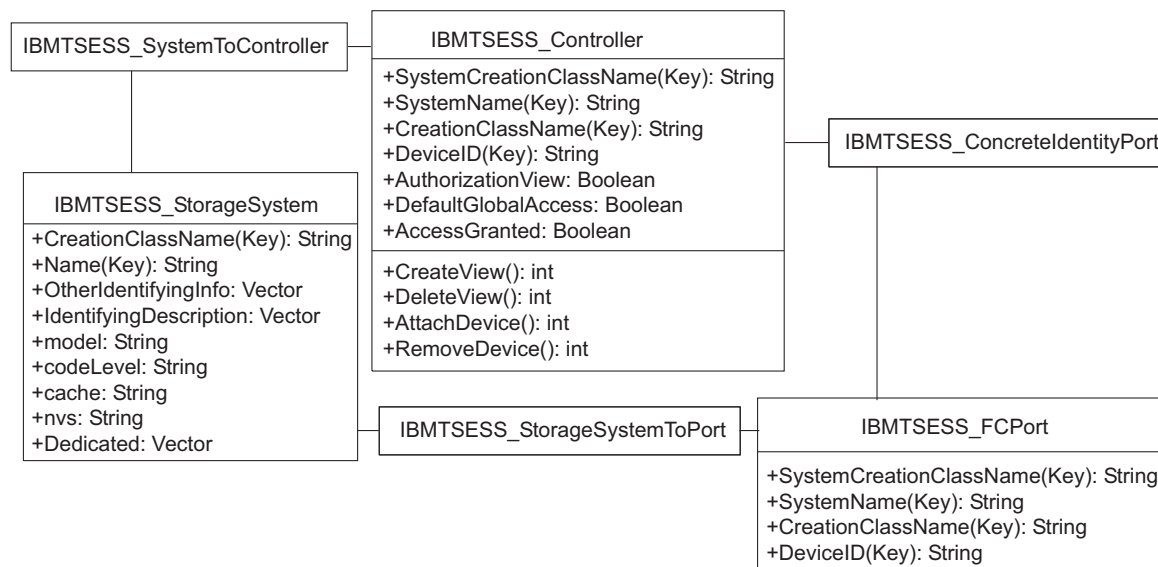 IBMTSESS_SystemToController
IBMTSESS_Controller
+SystemCreationClassName(Key): String
+SystemName(Key): String
+CreationClassName(Key): String
+DeviceID(Key): String
+AuthorizationView: Boolean
+DefaultGlobalAccess: Boolean
+AccessGranted: Boolean
+CreateView(): int
+DeleteView(): int
+AttachDevice(): int
+RemoveDevice(): int
IBMTSESS_ConcreteIdentityPort
IBMTSESS_StorageSystem
+CreationClassName(Key): String
+Name(Key): String
+OtherIdentifyingInfo: Vector
+IdentifyingDescription: Vector
+model: String
+codeLevel: String
+cache: String
+nvs: String
+Dedicated: Vector
IBMTSESS_StorageSystemToPort
IBMTSESS_FCPort
+SystemCreationClassName(Key): String
+SystemName(Key): String
+CreationClassName(Key): String
+DeviceID(Key): String